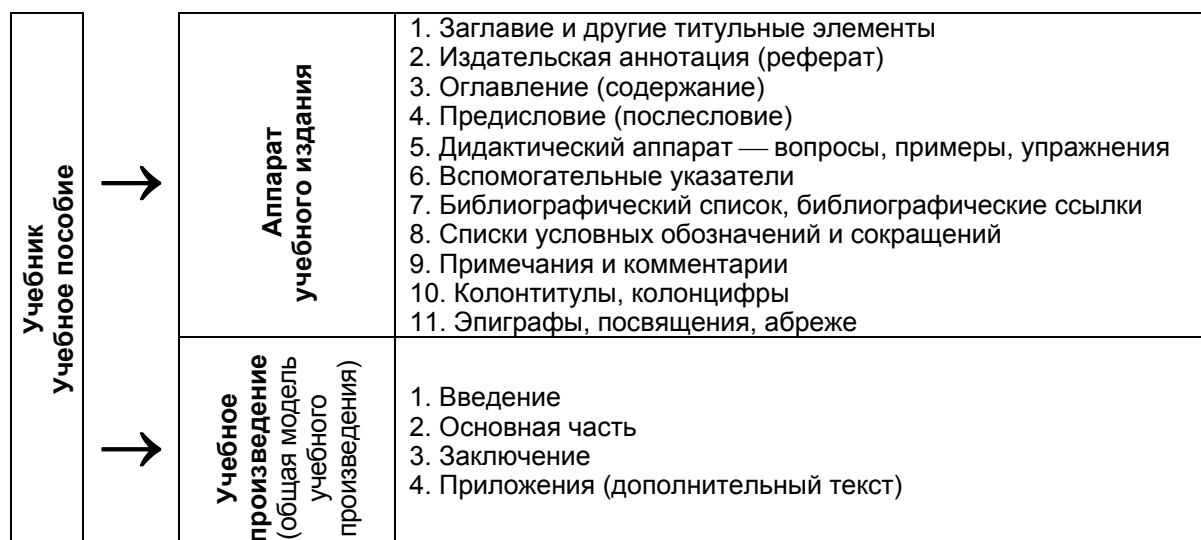 Учебник
Учебное пособие
→
Аппарат
учебного издания
1. Заглавие и другие титульные элементы
2. Издательская аннотация (реферат)
3. Оглавление (содержание)
4. Предисловие (послесловие)
5. Дидактический аппарат — вопросы, примеры, упражнения
6. Вспомогательные указатели
7. Библиографический список, библиографические ссылки
8. Списки условных обозначений и сокращений
9. Примечания и комментарии
10. Колонтитулы, колонцифры
11. Эпиграфы, посвящения, абреже
→
Учебное
произведение
(общая модель
учебного
произведения)
1. Введение
2. Основная часть
3. Заключение
4. Приложения (дополнительный текст)